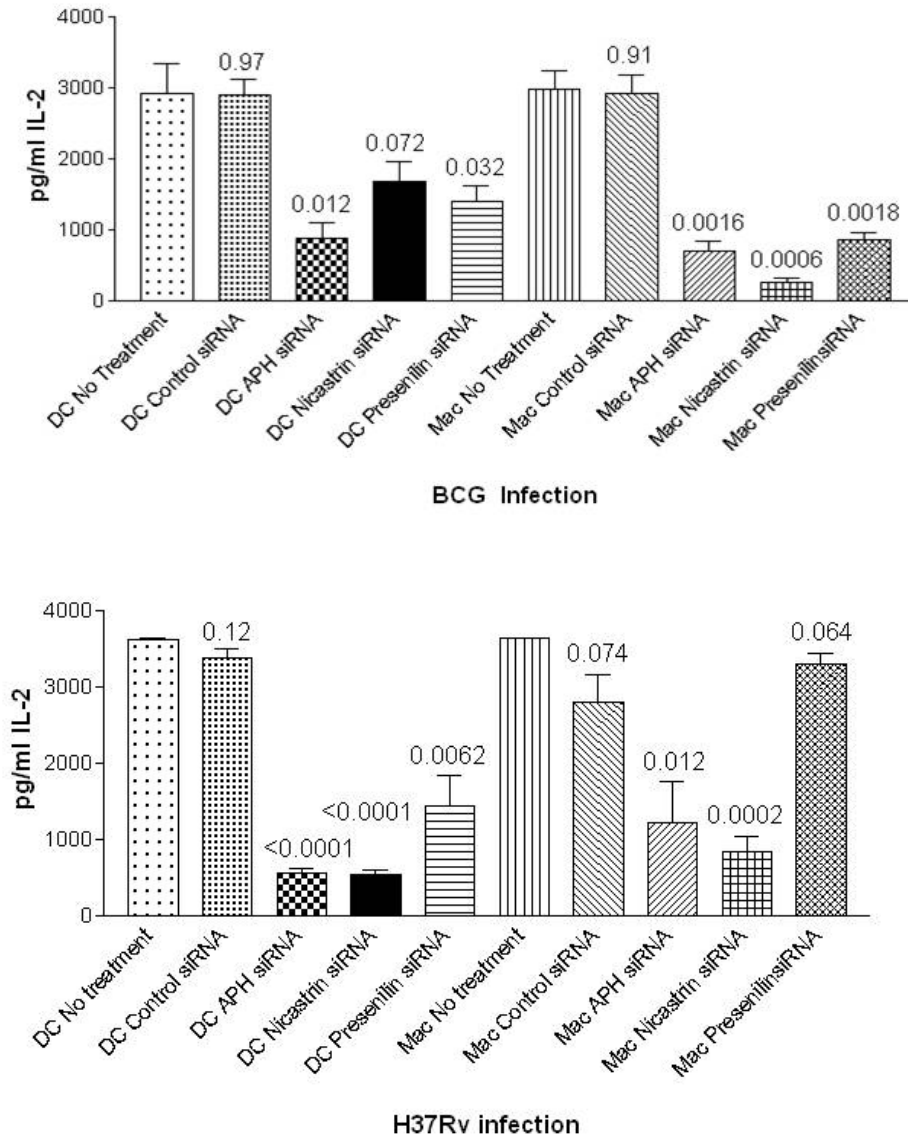 4000
3000
2000
1000
0
pg/ml IL-2
0.97
0.012
0.072
0.032
0.91
0.0016
0.0006
0.0018
DC No Treatment
DC Control siRNA
DC APH siRNA
DC Nicastrin siRNA
DC Presenilin siRNA
Mac No Treatment
Mac Control siRNA
Mac APH siRNA
Mac Nicastrin siRNA
Mac PresenilinsiRNA
BCG Infection
4000
3000
2000
1000
0
pg/ml IL-2
0.12
<0.0001
<0.0001
0.0062
0.074
0.012
0.0002
0.064
DC No treatment
DC Control siRNA
DC APH siRNA
DC Nicastrin siRNA
DC Presenilin siRNA
Mac No treatment
Mac Control siRNA
Mac APH siRNA
Mac Nicastrin siRNA
Mac PresenilinsiRNA
H37Rv infection